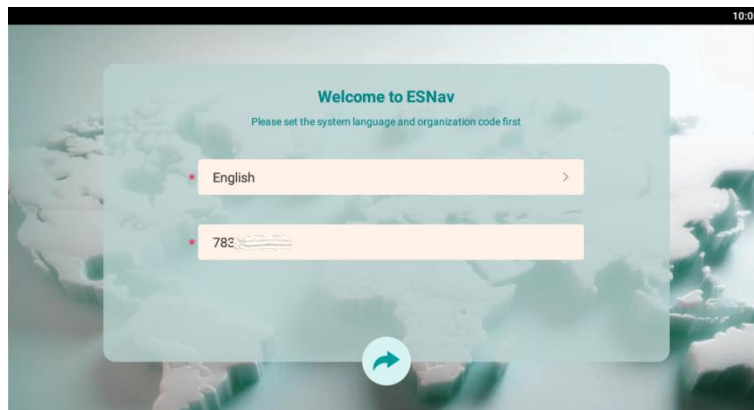 10:0
Welcome to ESNav
Please set the system language and organization code first
* English >
* 783